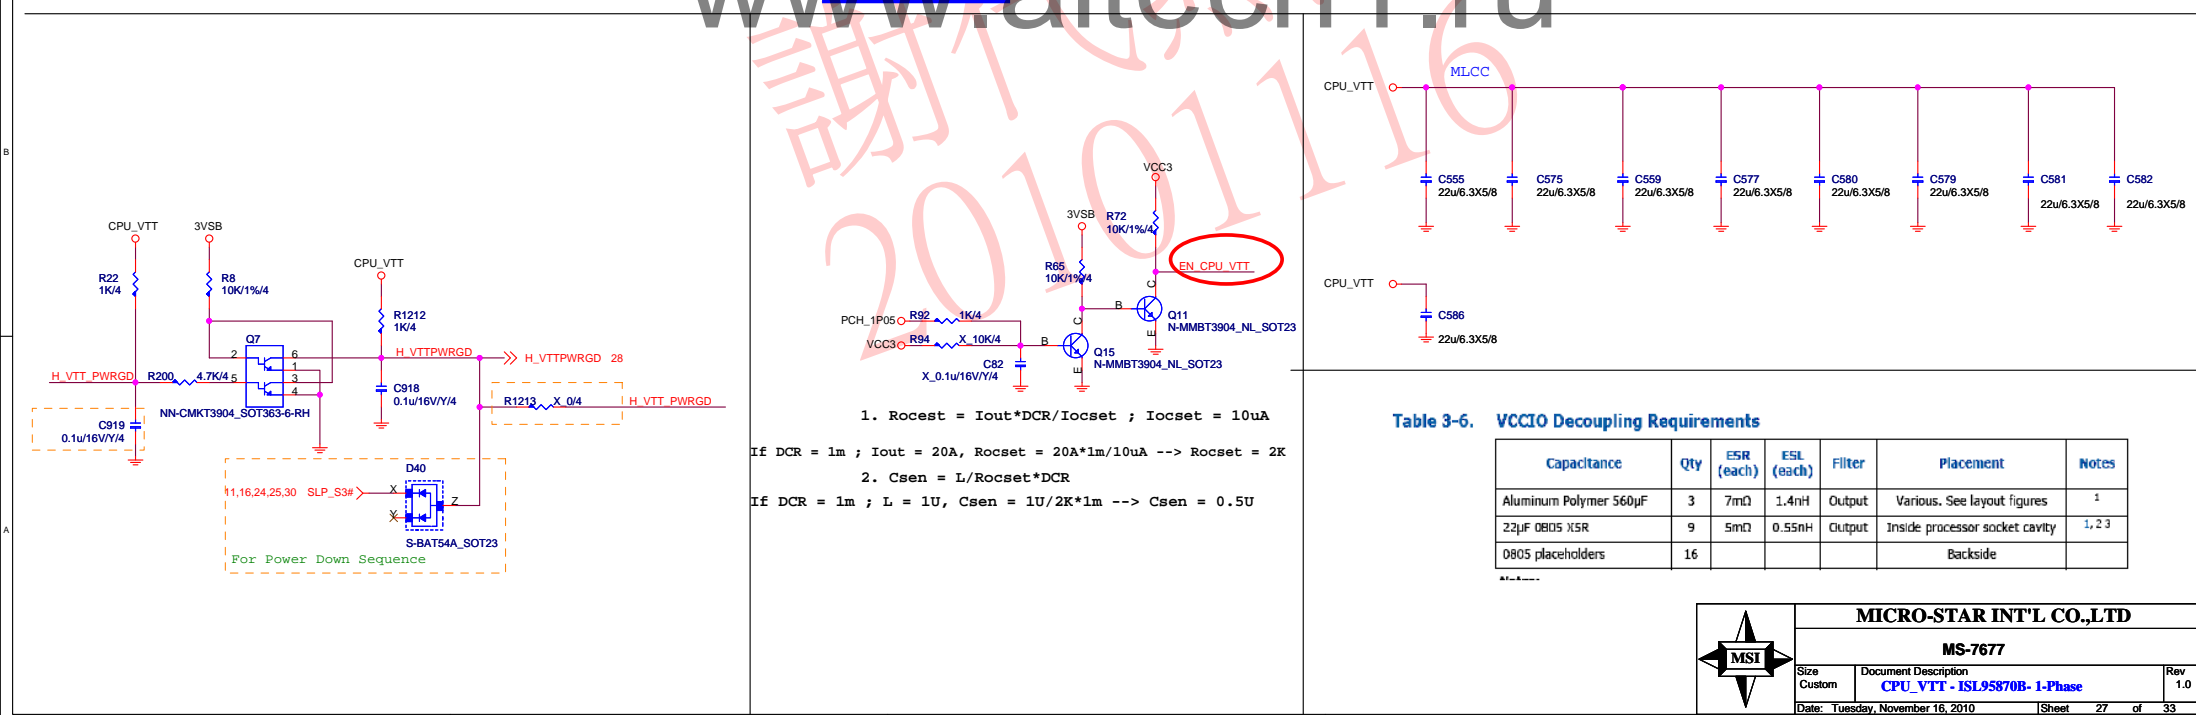 www.aitech1.ru
20101116
B
A
CPU_VTT
3VSB
R22
1K/4
R8
10K/1%/4
CPU_VTT
R1212
1K/4
Q7
2
6
1
5
3
4
H_VTT_PWRGD
R200
4.7K/4
NN-CMKT3904_SOT363-6-RH
C919
0.1u/16V/Y/4
H_VTTPWRGD
H_VTTPWRGD 28
C918
0.1u/16V/Y/4
R1213
X_0/4
H_VTT_PWRGD
D40
11,16,24,25,30 SLP_S3#
X
Y
Z
S-BAT54A_SOT23
For Power Down Sequence
VCC3
3VSB
R72
10K/1%/4
R65
10K/1%/4
EN_CPU_VTT
C
B
E
Q11
N-MMBT3904_NL_SOT23
PCH_1P05
R92
1K/4
VCC3
R94
X_10K/4
C
B
E
Q15
N-MMBT3904_NL_SOT23
C82
X_0.1u/16V/Y/4
1. Rocest = Iout*DCR/Iocset ; Iocset = 10uA
If DCR = 1m ; Iout = 20A, Rocset = 20A*1m/10uA --> Rocset = 2K
2. Csen = L/Rocset*DCR
If DCR = 1m ; L = 1U, Csen = 1U/2K*1m --> Csen = 0.5U
MLCC
CPU_VTT
C555
22u/6.3X5/8
C575
22u/6.3X5/8
C559
22u/6.3X5/8
C577
22u/6.3X5/8
C580
22u/6.3X5/8
C579
22u/6.3X5/8
C581
22u/6.3X5/8
C582
22u/6.3X5/8
CPU_VTT
C586
22u/6.3X5/8
Table 3-6. VCCIO Decoupling Requirements
Capacitance Qty ESR (each) ESL (each) Filter Placement Notes
Aluminum Polymer 560µF 3 7mΩ 1.4nH Output Various. See layout figures 1
22µF 0805 X5R 9 5mΩ 0.55nH Output Inside processor socket cavity 1, 2 3
0805 placeholders 16 Backside
MSI
MICRO-STAR INT'L CO.,LTD
MS-7677
Size
Custom
Document Description
CPU_VTT - ISL95870B- 1-Phase
Rev
1.0
Date: Tuesday, November 16, 2010
Sheet 27 of 33